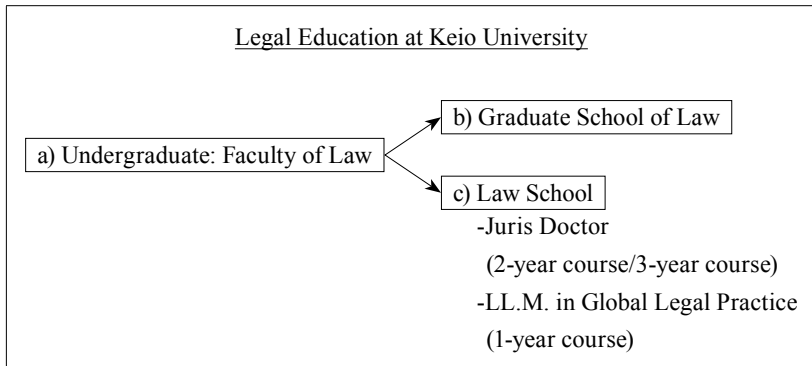 Legal Education at Keio University
b) Graduate School of Law
a) Undergraduate: Faculty of Law
c) Law School
-Juris Doctor
(2-year course/3-year course)
-LL.M. in Global Legal Practice
(1-year course)